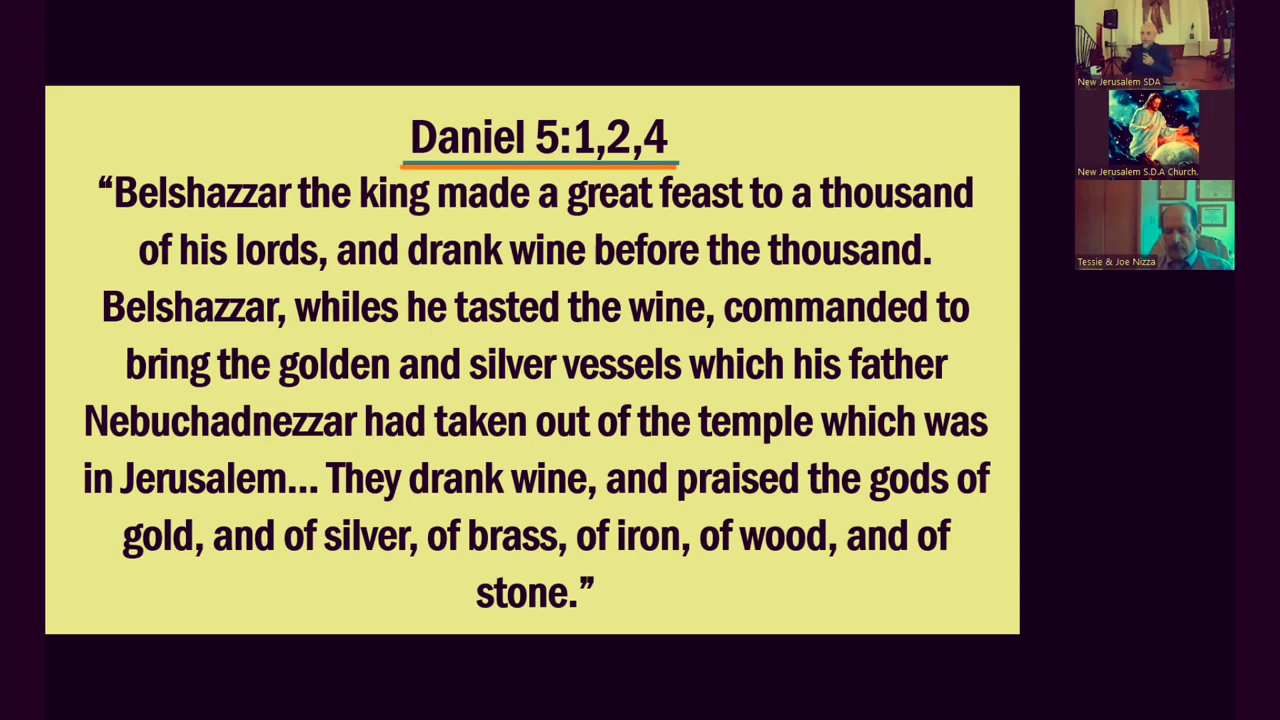 Daniel 5:1,2,4
“Belshazzar the king made a great feast to a thousand
of his lords, and drank wine before the thousand.
Belshazzar, whiles he tasted the wine, commanded to
bring the golden and silver vessels which his father
Nebuchadnezzar had taken out of the temple which was
in Jerusalem... They drank wine, and praised the gods of
gold, and of silver, of brass, of iron, of wood, and of
stone.”
New Jerusalem SDA
New Jerusalem S.D.A Church.
Tessie & Joe Nizza